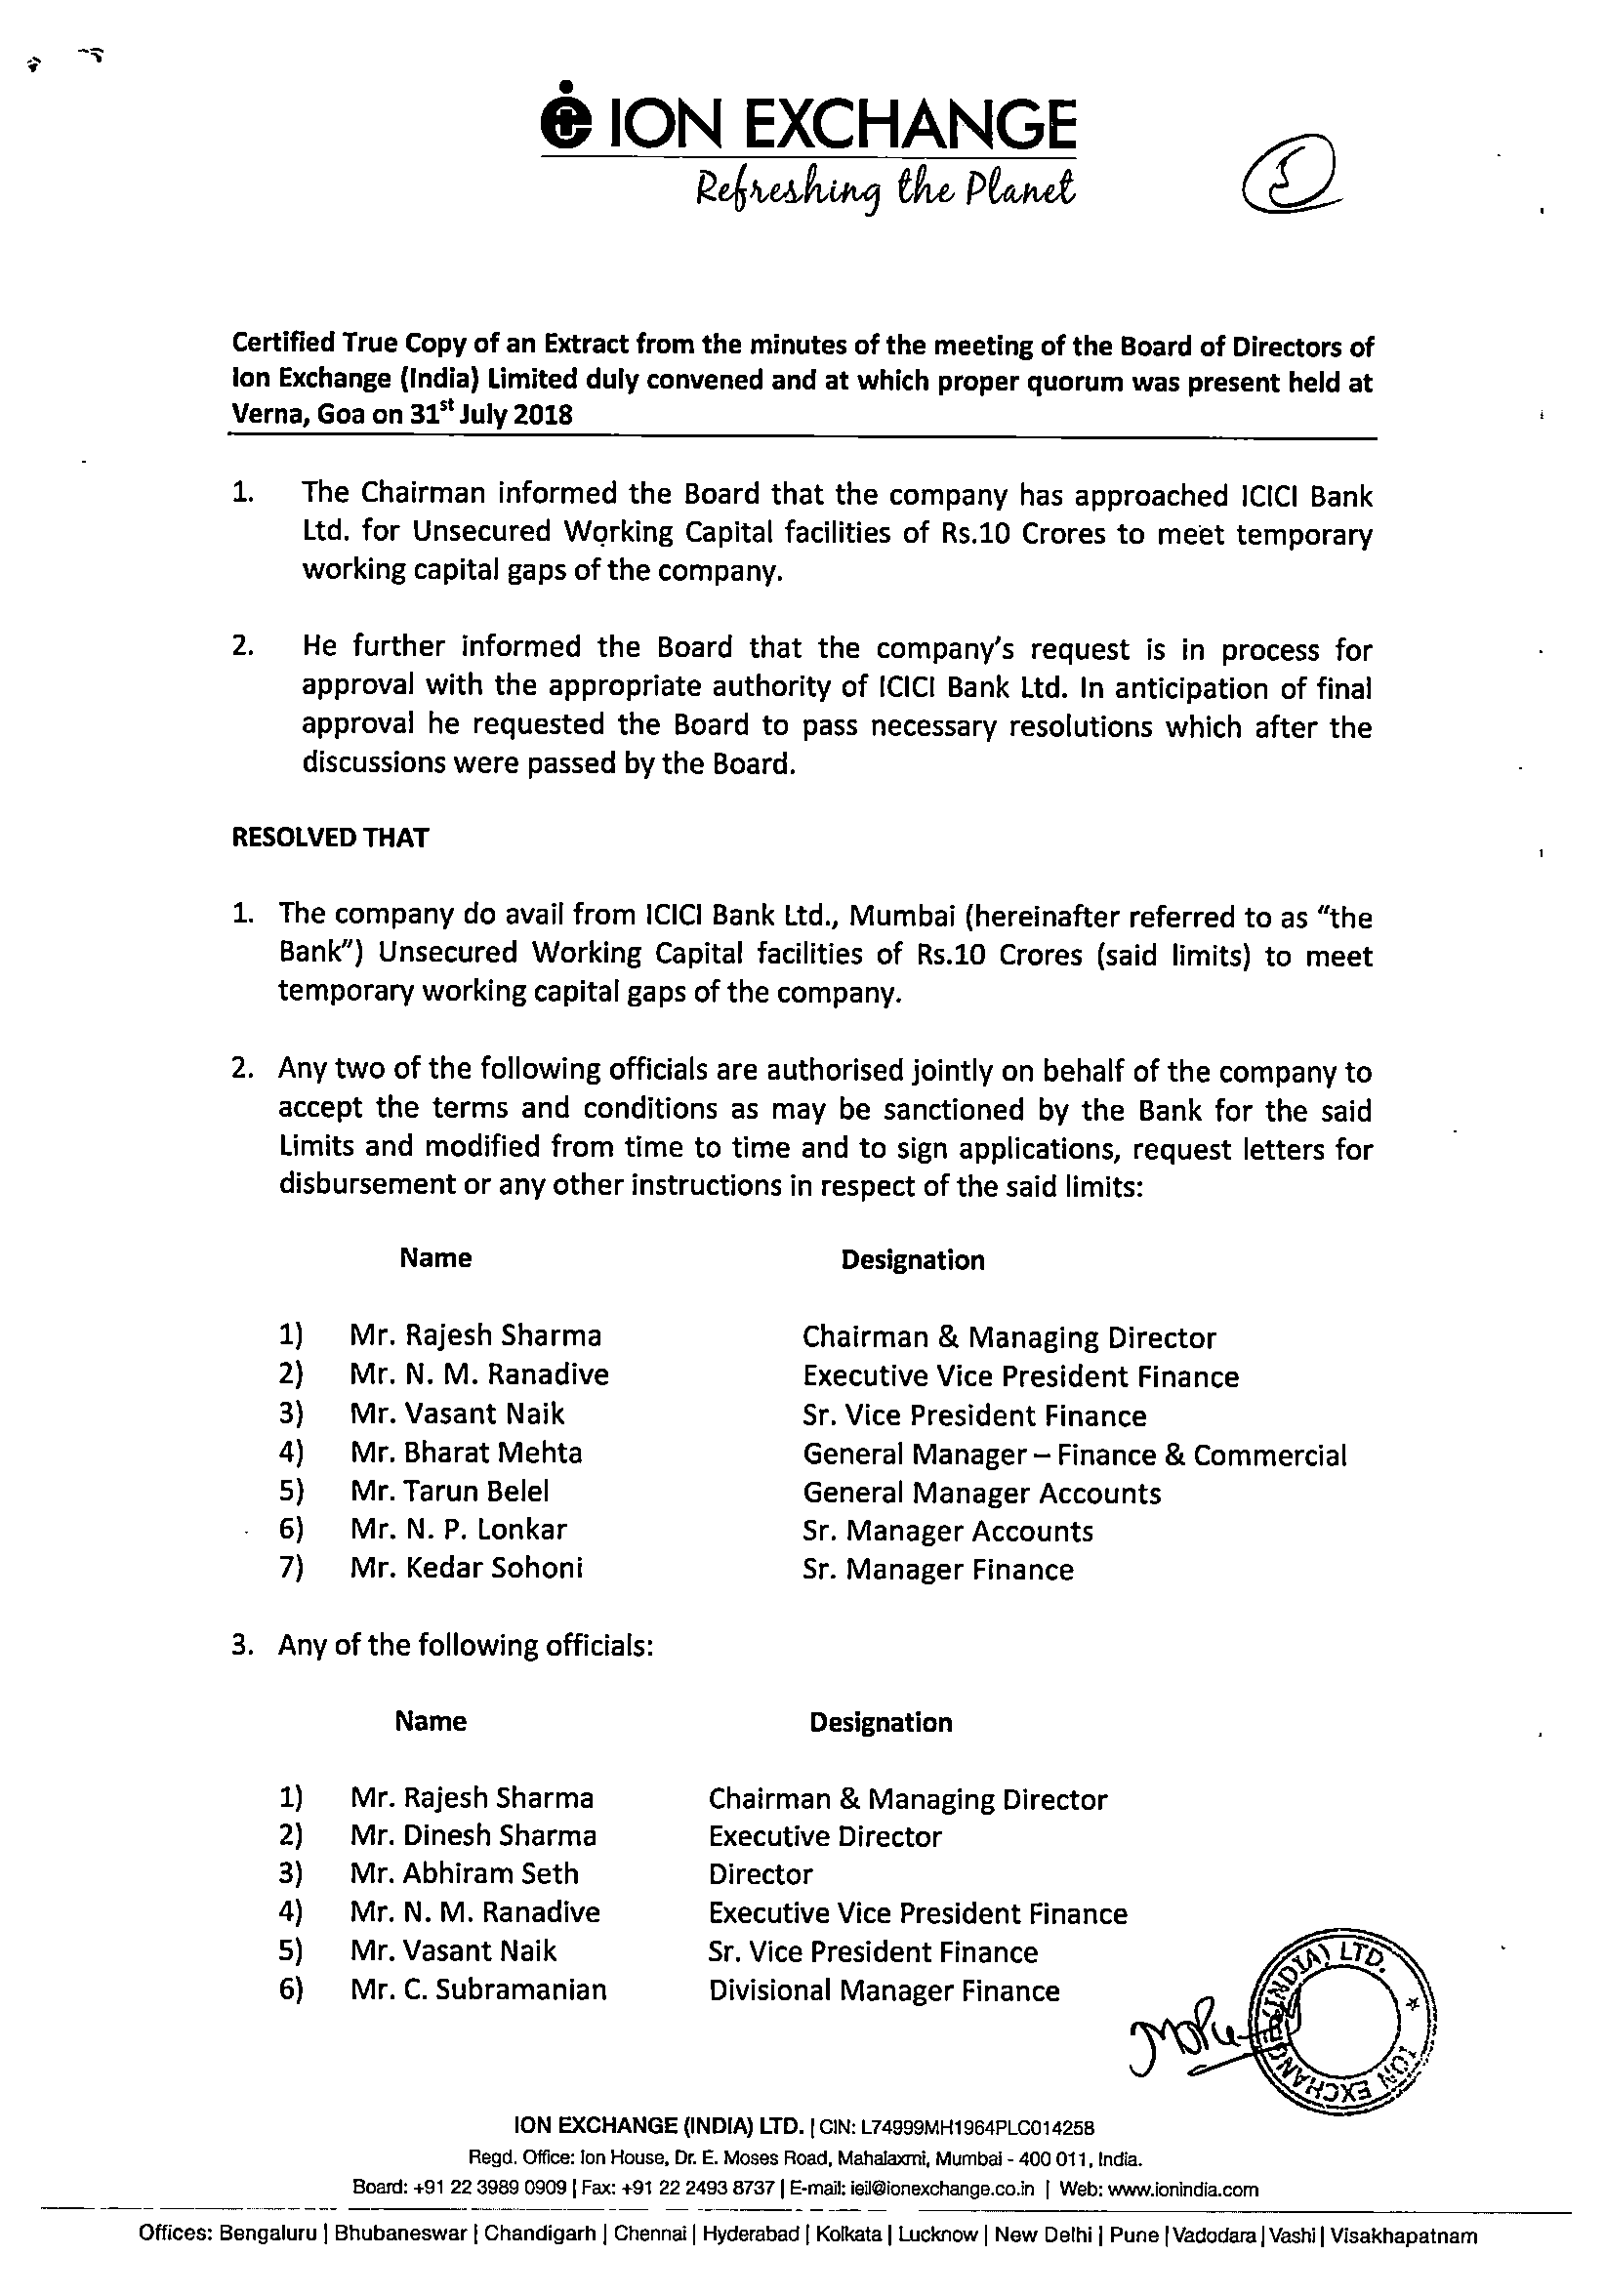 ION EXCHANGE
Refreshing the Planet
Certified True Copy of an Extract from the minutes of the meeting of the Board of Directors of
Ion Exchange (India) Limited duly convened and at which proper quorum was present held at
Verna, Goa on 31st July 2018
1. The Chairman informed the Board that the company has approached ICICI Bank
Ltd. for Unsecured Working Capital facilities of Rs.10 Crores to meet temporary
working capital gaps of the company.
2. He further informed the Board that the company's request is in process for
approval with the appropriate authority of ICICI Bank Ltd. In anticipation of final
approval he requested the Board to pass necessary resolutions which after the
discussions were passed by the Board.
RESOLVED THAT
1. The company do avail from ICICI Bank Ltd., Mumbai (hereinafter referred to as "the
Bank") Unsecured Working Capital facilities of Rs.10 Crores (said limits) to meet
temporary working capital gaps of the company.
2. Any two of the following officials are authorised jointly on behalf of the company to
accept the terms and conditions as may be sanctioned by the Bank for the said
Limits and modified from time to time and to sign applications, request letters for
disbursement or any other instructions in respect of the said limits:
Name Designation
1) Mr. Rajesh Sharma Chairman & Managing Director
2) Mr. N. M. Ranadive Executive Vice President Finance
3) Mr. Vasant Naik Sr. Vice President Finance
4) Mr. Bharat Mehta General Manager – Finance & Commercial
5) Mr. Tarun Belel General Manager Accounts
6) Mr. N. P. Lonkar Sr. Manager Accounts
7) Mr. Kedar Sohoni Sr. Manager Finance
3. Any of the following officials:
Name Designation
1) Mr. Rajesh Sharma Chairman & Managing Director
2) Mr. Dinesh Sharma Executive Director
3) Mr. Abhiram Seth Director
4) Mr. N. M. Ranadive Executive Vice President Finance
5) Mr. Vasant Naik Sr. Vice President Finance
6) Mr. C. Subramanian Divisional Manager Finance
ION EXCHANGE (INDIA) LTD.
ION EXCHANGE (INDIA) LTD. | CIN: L74999MH1964PLC014258
Regd. Office: Ion House, Dr. E. Moses Road, Mahalaxmi, Mumbai - 400 011, India.
Board: +91 22 3989 0909 | Fax: +91 22 2493 8737 | E-mail: ieil@ionexchange.co.in | Web: www.ionindia.com
Offices: Bengaluru | Bhubaneswar | Chandigarh | Chennai | Hyderabad | Kolkata | Lucknow | New Delhi | Pune | Vadodara | Vashi | Visakhapatnam